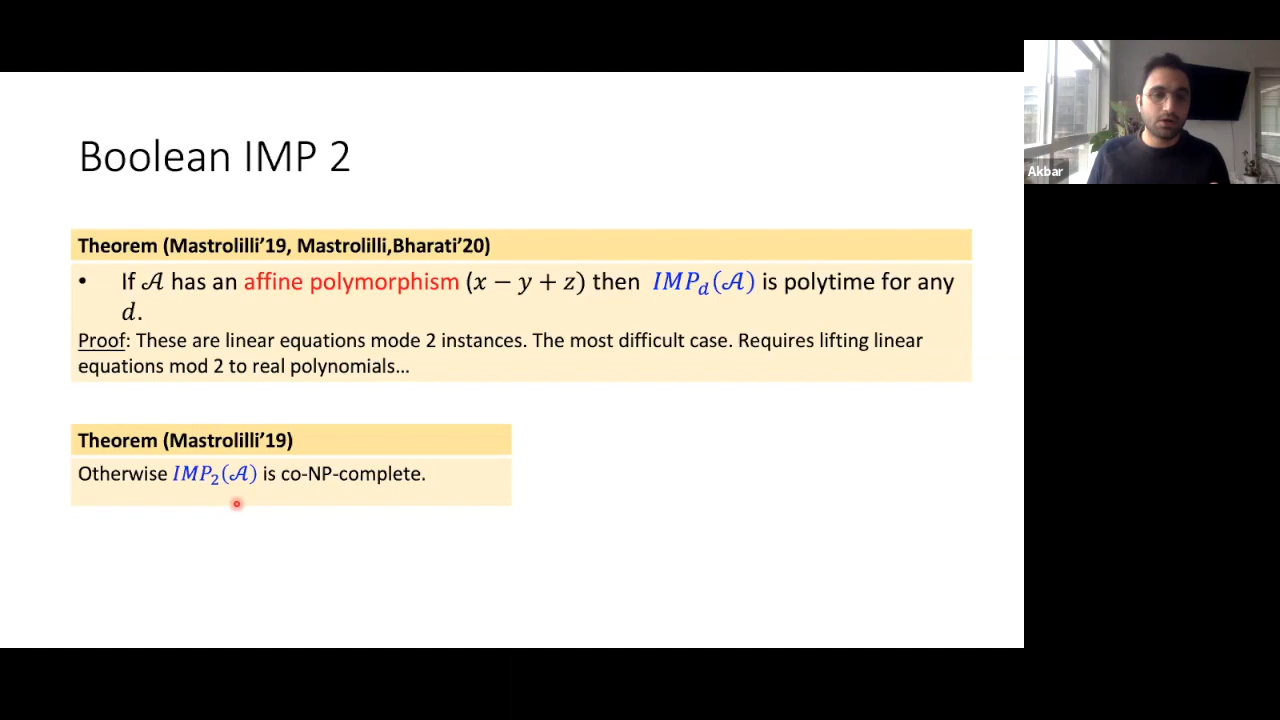 Boolean IMP 2
Akbar
Theorem (Mastrolilli'19, Mastrolilli,Bharati'20)
• If 𝒜 has an affine polymorphism (x − y + z) then IMP_d(𝒜) is polytime for any
d.
Proof: These are linear equations mode 2 instances. The most difficult case. Requires lifting linear
equations mod 2 to real polynomials…
Theorem (Mastrolilli'19)
Otherwise IMP₂(𝒜) is co-NP-complete.